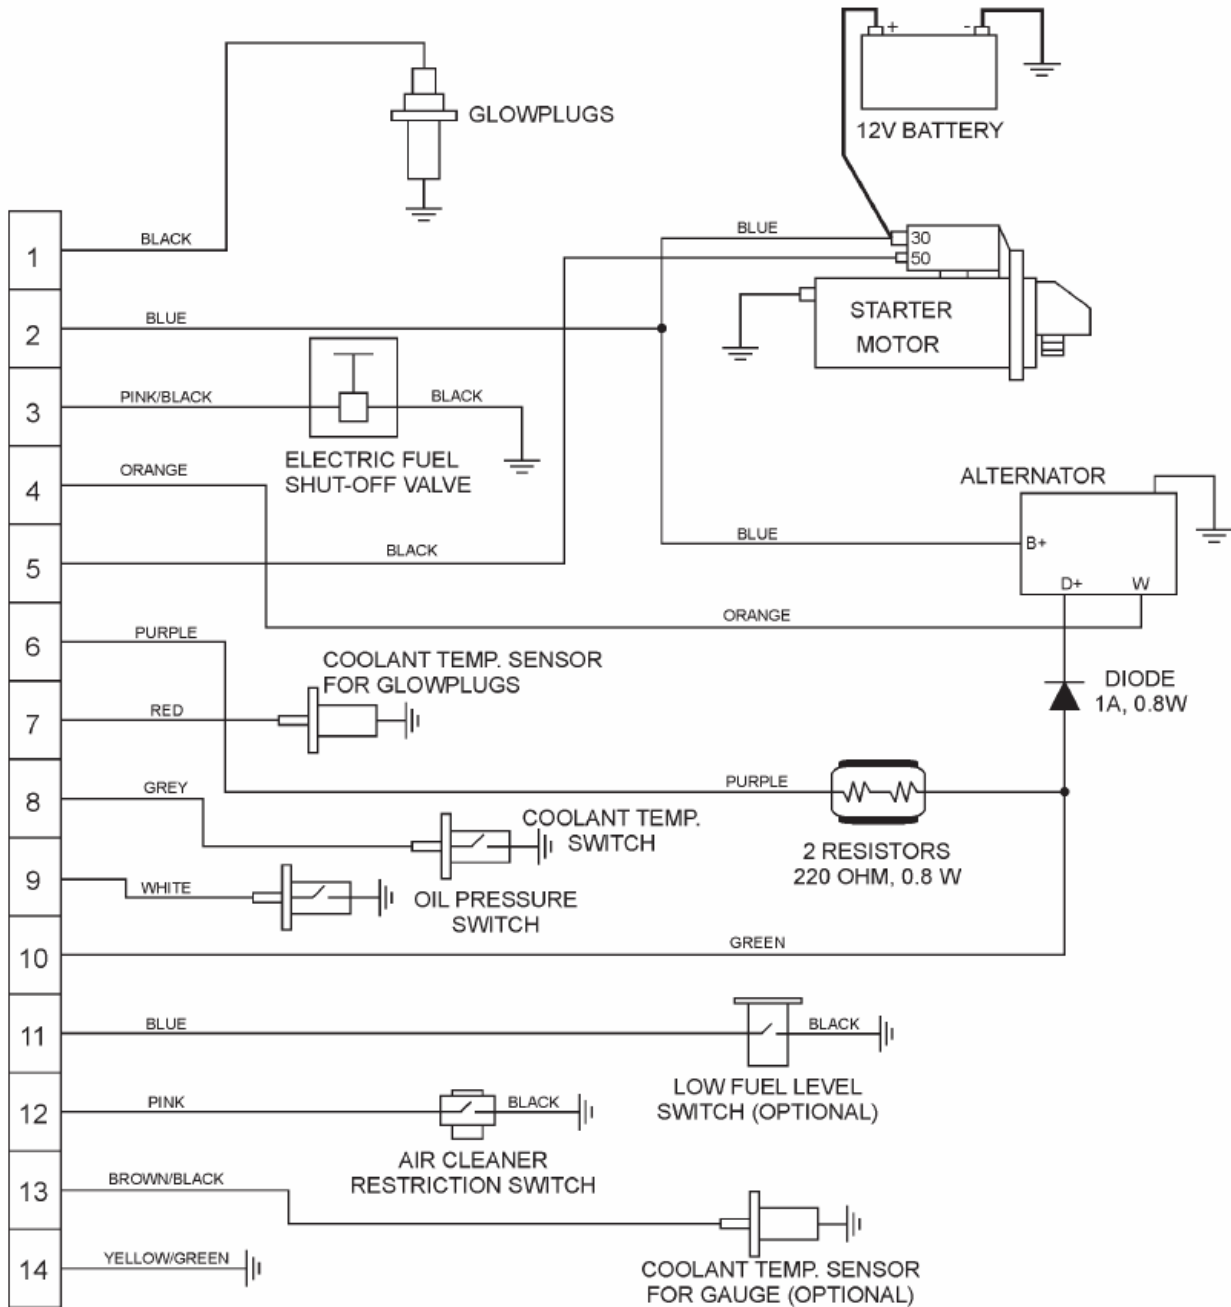 + -
12V BATTERY
GLOWPLUGS
1
BLACK
BLUE
30
50
STARTER
MOTOR
2
BLUE
3
PINK/BLACK
BLACK
ELECTRIC FUEL
SHUT-OFF VALVE
4
ORANGE
ALTERNATOR
B+
D+ W
BLUE
5
BLACK
ORANGE
6
PURPLE
COOLANT TEMP. SENSOR
FOR GLOWPLUGS
DIODE
1A, 0.8W
7
RED
8
GREY
PURPLE
COOLANT TEMP.
SWITCH
2 RESISTORS
220 OHM, 0.8 W
9
WHITE
OIL PRESSURE
SWITCH
10
GREEN
11
BLUE
BLACK
LOW FUEL LEVEL
SWITCH (OPTIONAL)
12
PINK
BLACK
AIR CLEANER
RESTRICTION SWITCH
13
BROWN/BLACK
14
YELLOW/GREEN
COOLANT TEMP. SENSOR
FOR GAUGE (OPTIONAL)